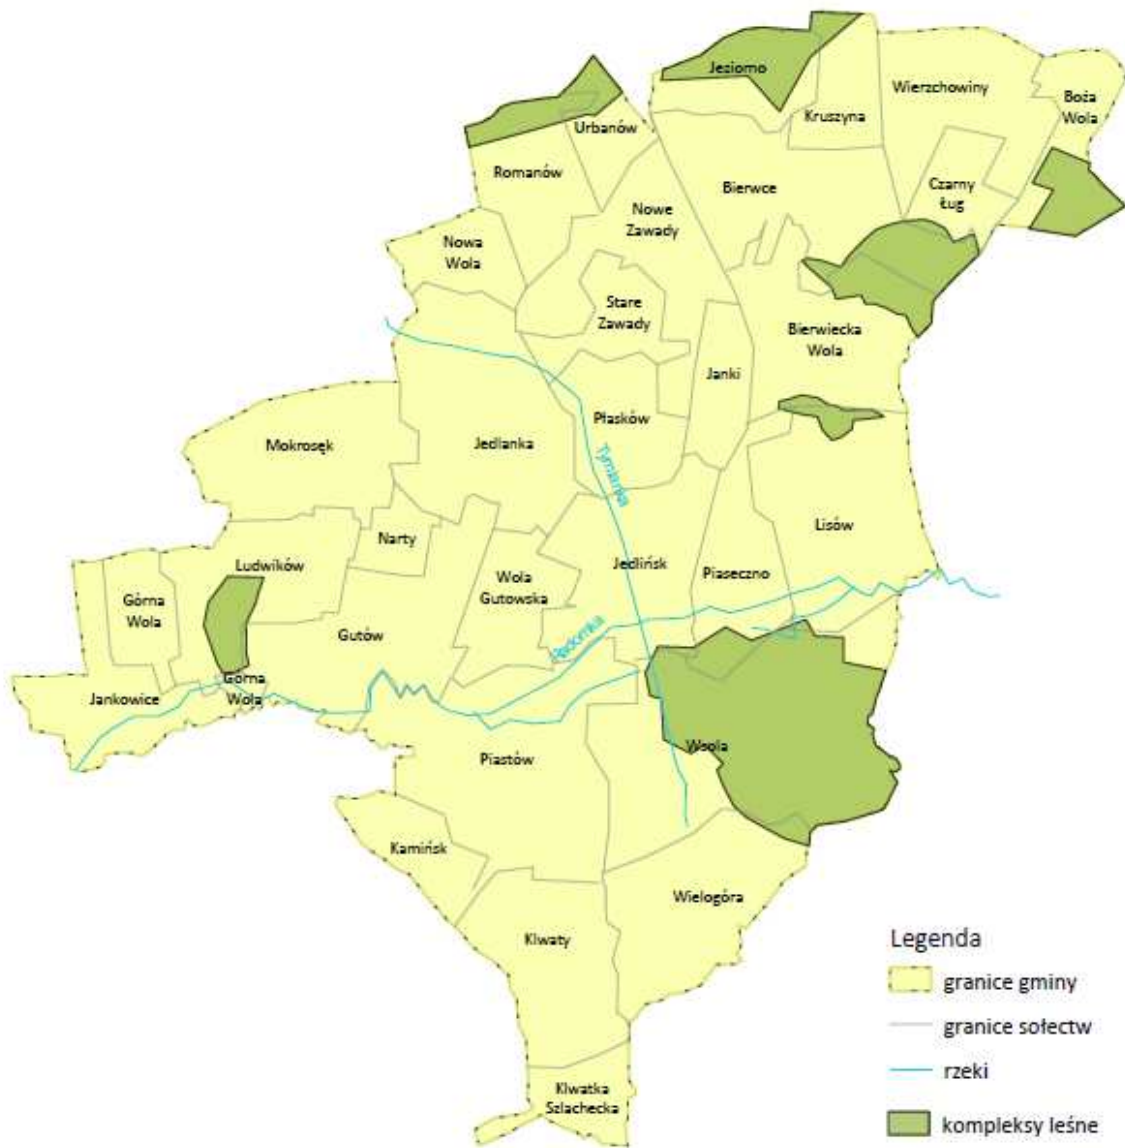 Jeziorno
Kruszyna
Wierzchowiny
Boża
Wola
Urbanów
Romanów
Bierwce
Czarny
Ług
Nowe
Zawady
Nowa
Wola
Stare
Zawady
Bierwiecka
Wola
Janki
Płasków
Mokrosęk
Jedlanka
Tymianka
Lisów
Narty
Ludwików
Wola
Gutowska
Jedlińsk
Piaseczno
Górna
Wola
Gutów
Radomka
Górna
Wola
Jankowice
Wsola
Piastów
Kamińsk
Wielogóra
Klwaty
Klwatka
Szlachecka
Legenda
granice gminy
granice sołectw
rzeki
kompleksy leśne